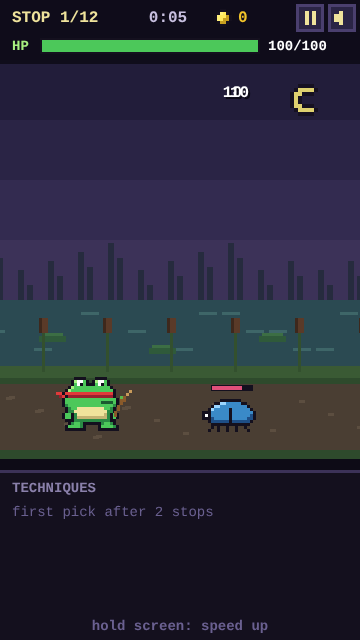 STOP 1/12 0:05 0
HP 100/100
TECHNIQUES
first pick after 2 stops
hold screen: speed up